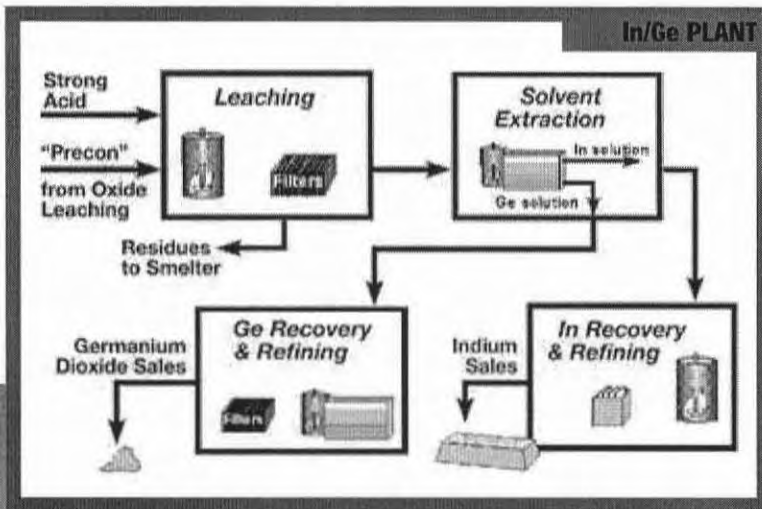 In/Ge PLANT
Strong
Acid
"Precon"
from Oxide
Leaching
Leaching
Filters
Residues
to Smelter
Solvent
Extraction
In solution
Ge solution
Ge Recovery
& Refining
Filters
Germanium
Dioxide Sales
In Recovery
& Refining
Indium
Sales